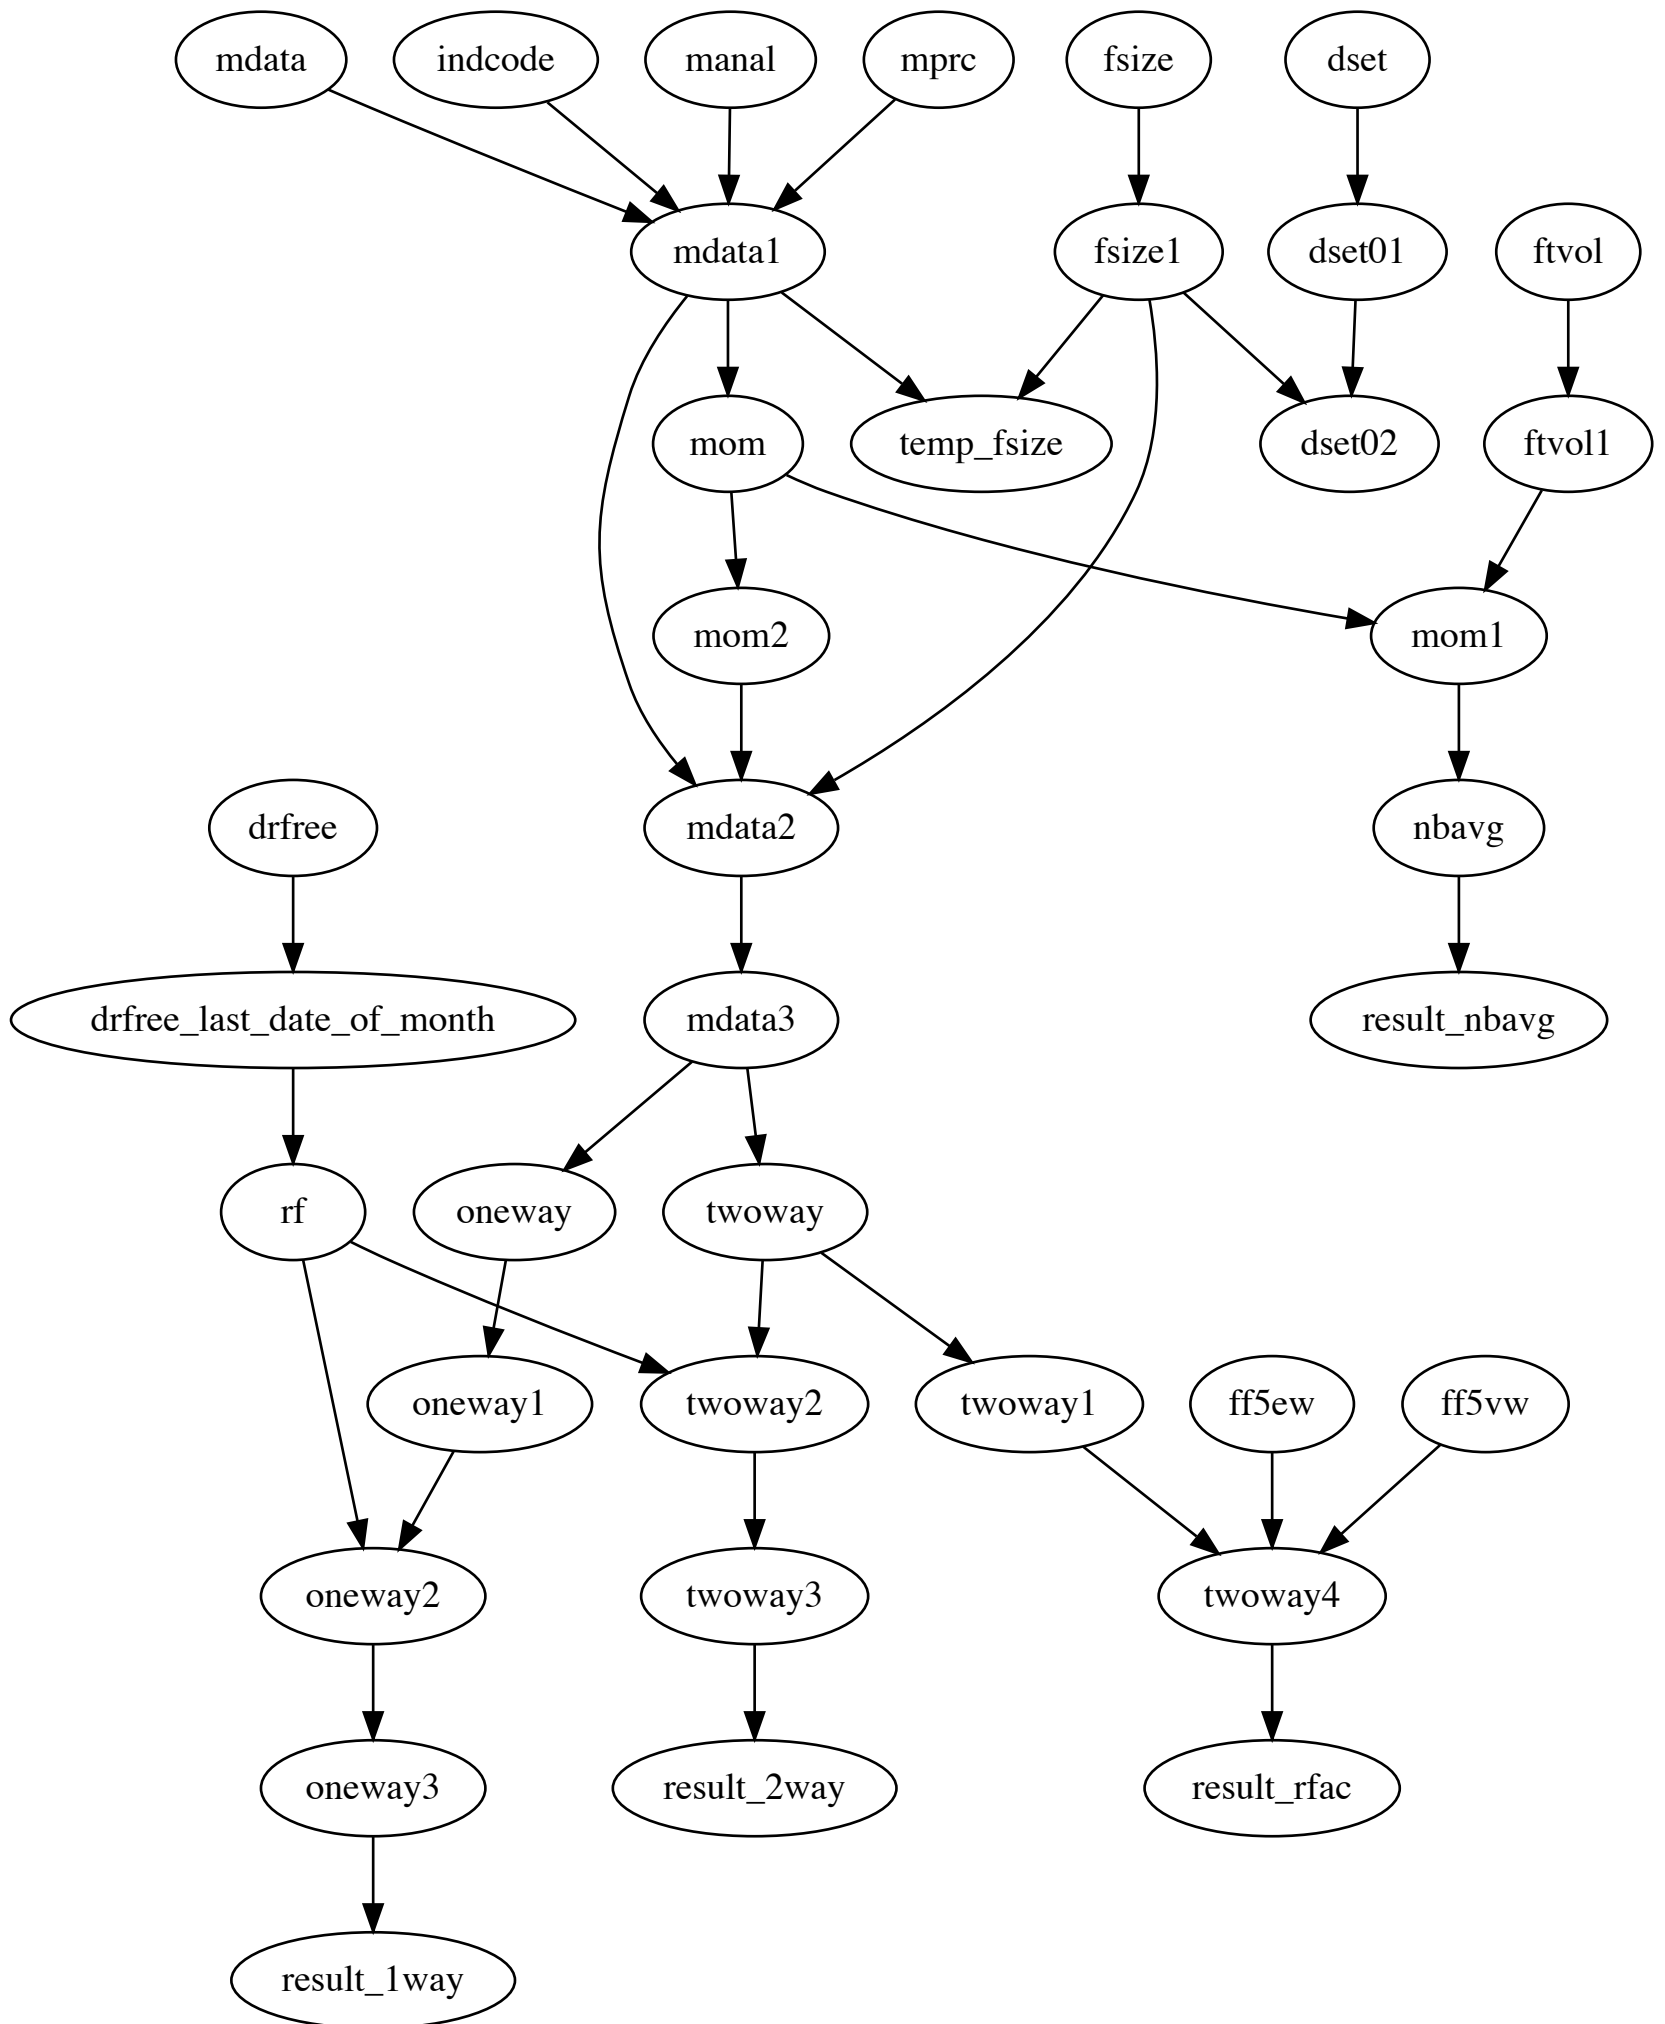 mdata
indcode
manal
mprc
fsize
dset
mdata1
fsize1
dset01
ftvol
mom
temp_fsize
dset02
ftvol1
mom2
mom1
drfree
mdata2
nbavg
drfree_last_date_of_month
mdata3
result_nbavg
rf
oneway
twoway
oneway1
twoway2
twoway1
ff5ew
ff5vw
oneway2
twoway3
twoway4
oneway3
result_2way
result_rfac
result_1way